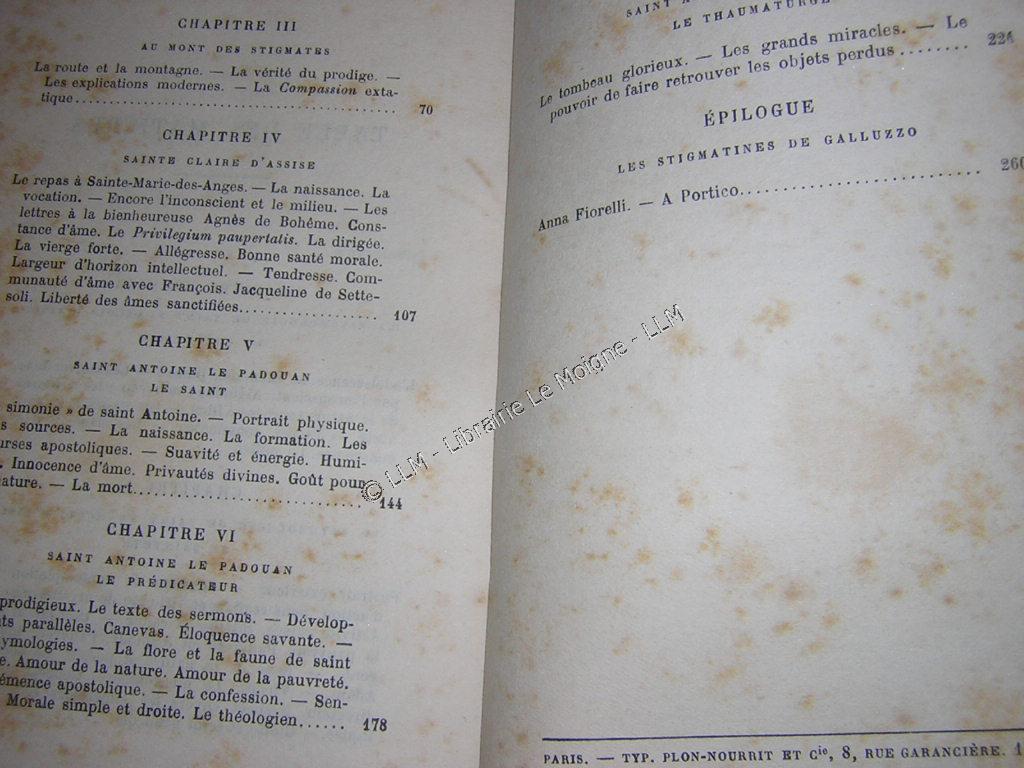 CHAPITRE III
AU MONT DES STIGMATES
La route et la montagne. — La vérité du prodige. —
Les explications modernes. — La Compassion exta-
tique........................................ 70
CHAPITRE IV
SAINTE CLAIRE D'ASSISE
Le repas à Sainte-Marie-des-Anges. — La naissance. La
vocation. — Encore l'inconscient et le milieu. — Les
lettres à la bienheureuse Agnès de Bohême. Cons-
tance d'âme. Le Privilegium paupertatis. La dirigée.
La vierge forte. — Allégresse. Bonne santé morale.
Largeur d'horizon intellectuel. — Tendresse. Com-
munauté d'âme avec François. Jacqueline de Sette-
soli. Liberté des âmes sanctifiées.................. 107
CHAPITRE V
SAINT ANTOINE LE PADOUAN
LE SAINT
simonie » de saint Antoine. — Portrait physique.
sources. — La naissance. La formation. Les
apostoliques. — Suavité et énergie. Humi-
Innocence d'âme. Privautés divines. Goût pour
— La mort............................ 144
CHAPITRE VI
SAINT ANTOINE LE PADOUAN
LE PRÉDICATEUR
prodigieux. Le texte des sermons. — Dévelop-
parallèles. Canevas. Éloquence savante. —
— La flore et la faune de saint
Amour de la nature. Amour de la pauvreté.
apostolique. — La confession. — Sen-
Morale simple et droite. Le théologien...... 178
SAINT
LE THAUMATURGE
Le tombeau glorieux. — Les grands miracles. — Le
pouvoir de faire retrouver les objets perdus........ 224
ÉPILOGUE
LES STIGMATINES DE GALLUZZO
Anna Fiorelli. — A Portico......................... 260
PARIS. — TYP. PLON-NOURRIT ET Cie, 8, RUE GARANCIÈRE.
© LLM - Librairie Le Moigne - LLM